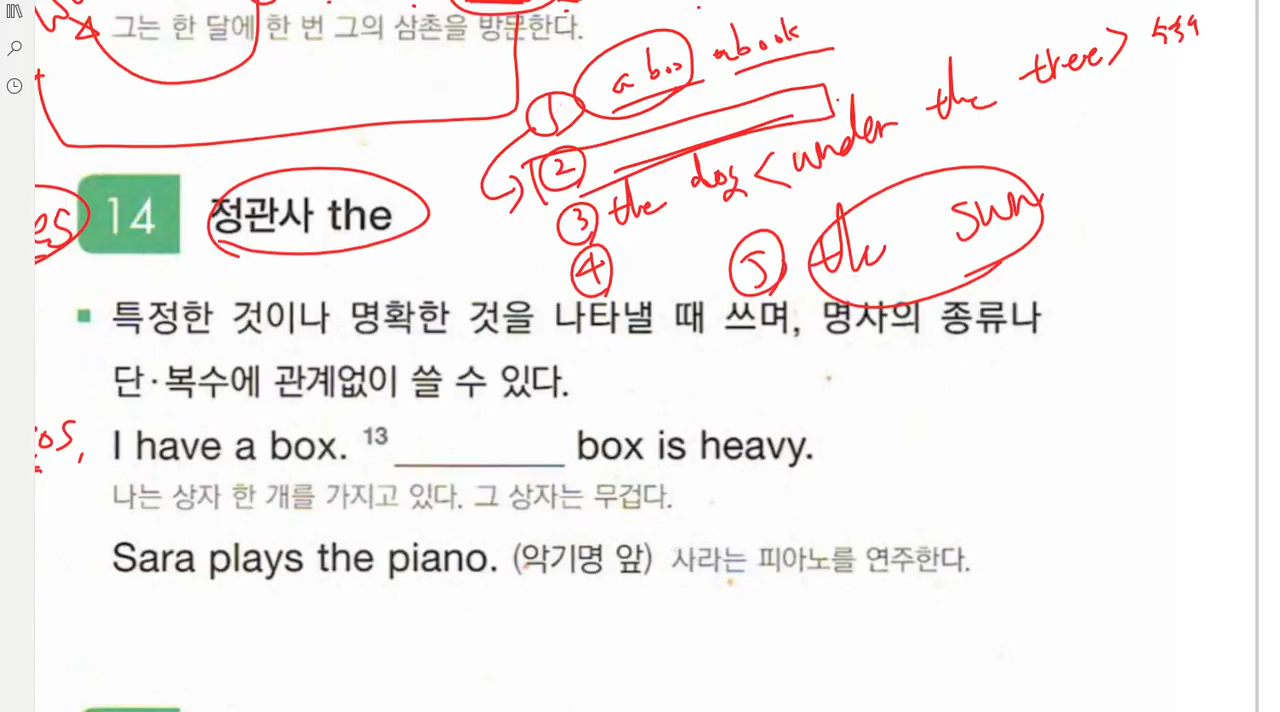 그는 한 달에 한 번 그의 삼촌을 방문한다.
① a box a book
②
③ the dog < under the tree >
④ ⑤ the sun
14 정관사 the
특정한 것이나 명확한 것을 나타낼 때 쓰며, 명사의 종류나
단·복수에 관계없이 쓸 수 있다.
I have a box. 13 ________ box is heavy.
나는 상자 한 개를 가지고 있다. 그 상자는 무겁다.
Sara plays the piano. (악기명 앞) 사라는 피아노를 연주한다.